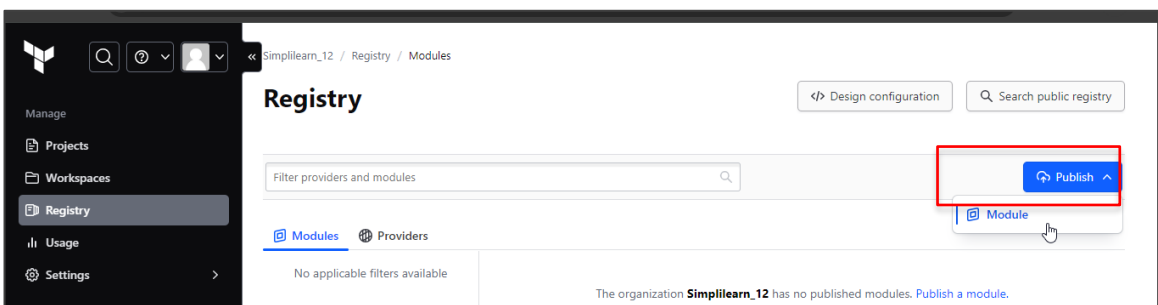 Simplilearn_12 / Registry / Modules
Registry
</> Design configuration
Search public registry
Manage
Projects
Workspaces
Registry
Usage
Settings
Filter providers and modules
Publish
Module
Modules
Providers
No applicable filters available
The organization Simplilearn_12 has no published modules. Publish a module.